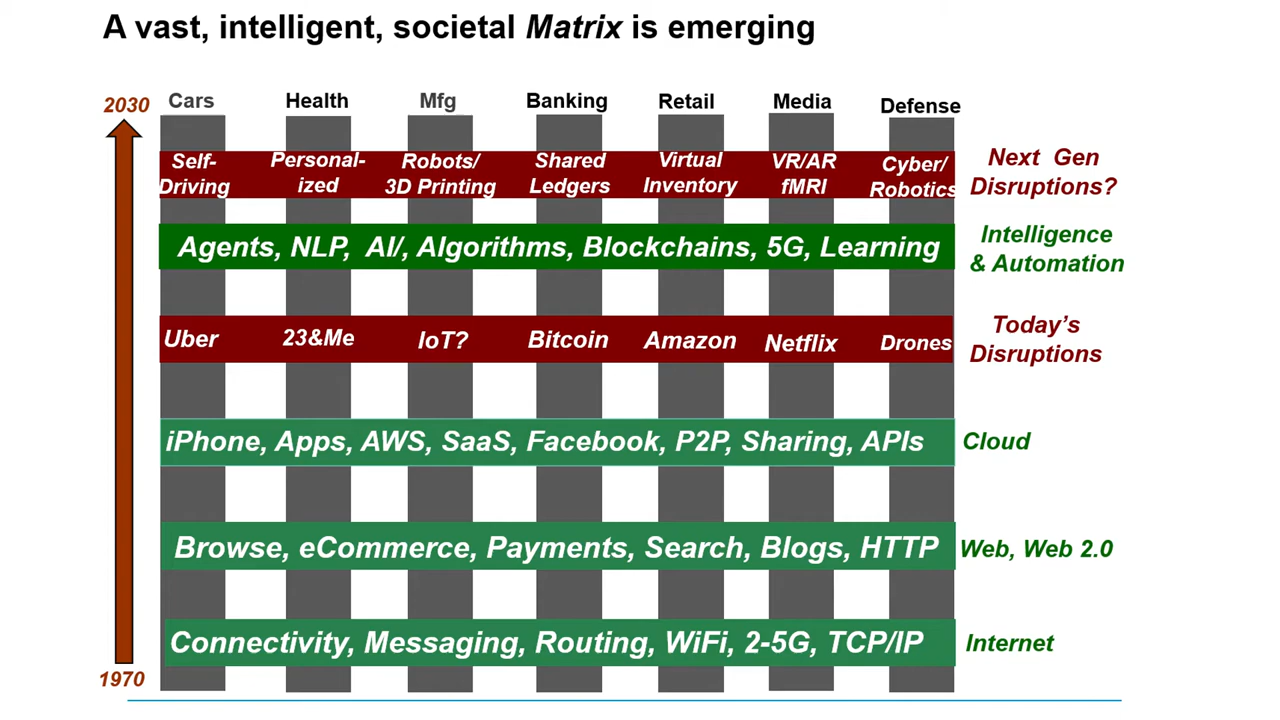 A vast, intelligent, societal Matrix is emerging
2030
Cars Health Mfg Banking Retail Media Defense
Self-
Driving
Personal-
ized
Robots/
3D Printing
Shared
Ledgers
Virtual
Inventory
VR/AR
fMRI
Cyber/
Robotics
Next Gen
Disruptions?
Agents, NLP, AI/, Algorithms, Blockchains, 5G, Learning
Intelligence
& Automation
Uber 23&Me IoT? Bitcoin Amazon Netflix Drones
Today's
Disruptions
iPhone, Apps, AWS, SaaS, Facebook, P2P, Sharing, APIs
Cloud
Browse, eCommerce, Payments, Search, Blogs, HTTP
Web, Web 2.0
Connectivity, Messaging, Routing, WiFi, 2-5G, TCP/IP
Internet
1970